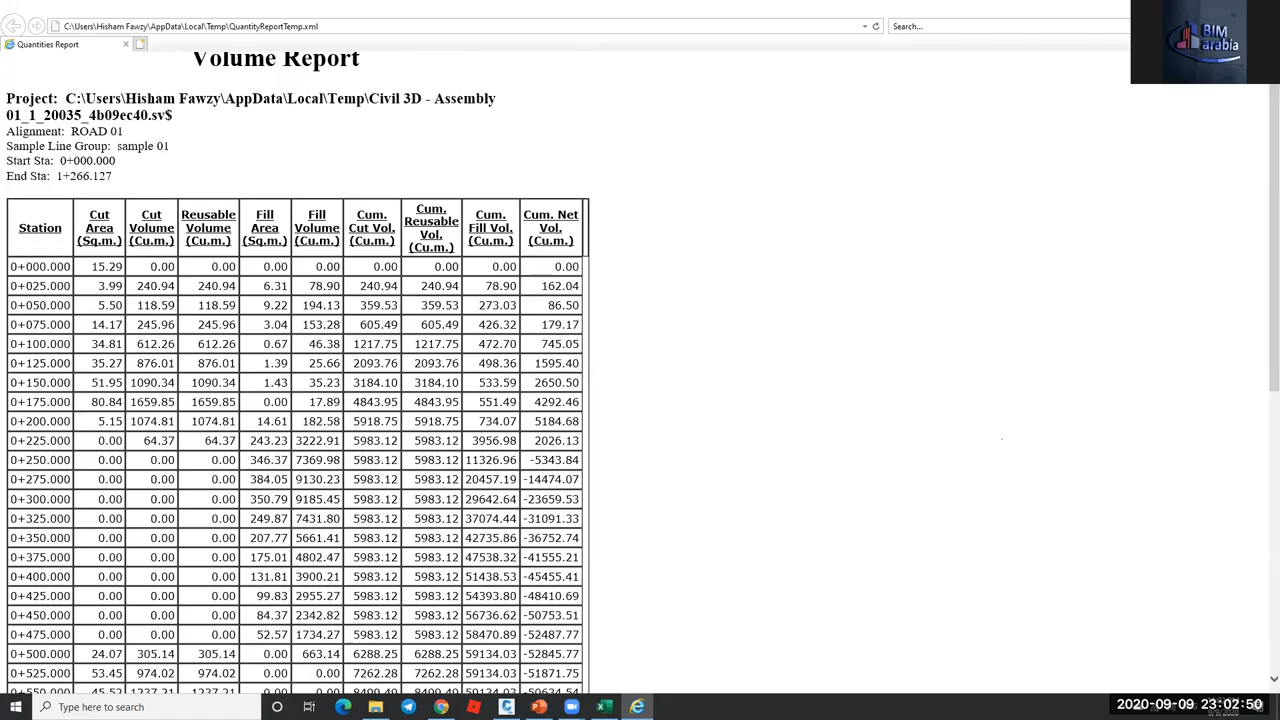 C:\Users\Hisham Fawzy\AppData\Local\Temp\QuantityReportTemp.xml
Search...
BIM
arabia
Quantities Report
Volume Report
Project: C:\Users\Hisham Fawzy\AppData\Local\Temp\Civil 3D - Assembly
01_1_20035_4b09ec40.sv$
Alignment: ROAD 01
Sample Line Group: sample 01
Start Sta: 0+000.000
End Sta: 1+266.127
Station Cut Area (Sq.m.) Cut Volume (Cu.m.) Reusable Volume (Cu.m.) Fill Area (Sq.m.) Fill Volume (Cu.m.) Cum. Cut Vol. (Cu.m.) Cum. Reusable Vol. (Cu.m.) Cum. Fill Vol. (Cu.m.) Cum. Net Vol. (Cu.m.)
0+000.000 15.29 0.00 0.00 0.00 0.00 0.00 0.00 0.00 0.00
0+025.000 3.99 240.94 240.94 6.31 78.90 240.94 240.94 78.90 162.04
0+050.000 5.50 118.59 118.59 9.22 194.13 359.53 359.53 273.03 86.50
0+075.000 14.17 245.96 245.96 3.04 153.28 605.49 605.49 426.32 179.17
0+100.000 34.81 612.26 612.26 0.67 46.38 1217.75 1217.75 472.70 745.05
0+125.000 35.27 876.01 876.01 1.39 25.66 2093.76 2093.76 498.36 1595.40
0+150.000 51.95 1090.34 1090.34 1.43 35.23 3184.10 3184.10 533.59 2650.50
0+175.000 80.84 1659.85 1659.85 0.00 17.89 4843.95 4843.95 551.49 4292.46
0+200.000 5.15 1074.81 1074.81 14.61 182.58 5918.75 5918.75 734.07 5184.68
0+225.000 0.00 64.37 64.37 243.23 3222.91 5983.12 5983.12 3956.98 2026.13
0+250.000 0.00 0.00 0.00 346.37 7369.98 5983.12 5983.12 11326.96 -5343.84
0+275.000 0.00 0.00 0.00 384.05 9130.23 5983.12 5983.12 20457.19 -14474.07
0+300.000 0.00 0.00 0.00 350.79 9185.45 5983.12 5983.12 29642.64 -23659.53
0+325.000 0.00 0.00 0.00 249.87 7431.80 5983.12 5983.12 37074.44 -31091.33
0+350.000 0.00 0.00 0.00 207.77 5661.41 5983.12 5983.12 42735.86 -36752.74
0+375.000 0.00 0.00 0.00 175.01 4802.47 5983.12 5983.12 47538.32 -41555.21
0+400.000 0.00 0.00 0.00 131.81 3900.21 5983.12 5983.12 51438.53 -45455.41
0+425.000 0.00 0.00 0.00 99.83 2955.27 5983.12 5983.12 54393.80 -48410.69
0+450.000 0.00 0.00 0.00 84.37 2342.82 5983.12 5983.12 56736.62 -50753.51
0+475.000 0.00 0.00 0.00 52.57 1734.27 5983.12 5983.12 58470.89 -52487.77
0+500.000 24.07 305.14 305.14 0.00 663.14 6288.25 6288.25 59134.03 -52845.77
0+525.000 53.45 974.02 974.02 0.00 0.00 7262.28 7262.28 59134.03 -51871.75
0+550.000 45.52 1237.21 1237.21 0.00 0.00 8499.49 8499.49 59134.03 -50634.54
Type here to search
2020-09-09 23:02:50